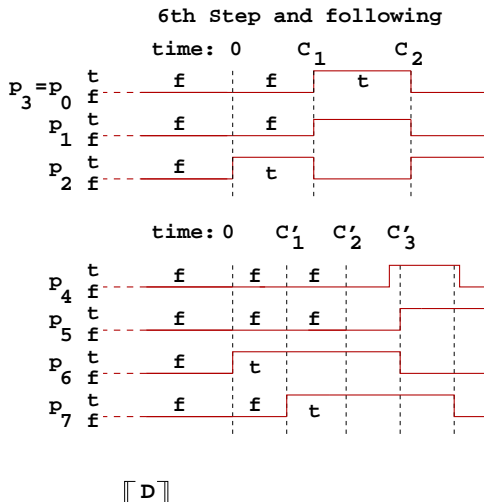 6th Step and following
time: 0 C1 C2
p3=p0 t f f f t
p1 t f f f
p2 t f f t
time: 0 C′1 C′2 C′3
p4 t f f f f
p5 t f f f f
p6 t f f t
p7 t f f f t
⟦D⟧